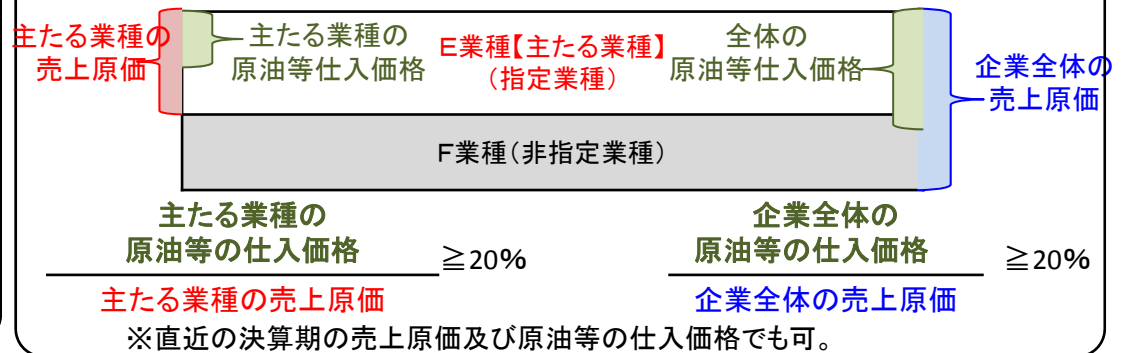 主たる業種の
売上原価
主たる業種の
原油等仕入価格
E業種【主たる業種】
（指定業種）
全体の
原油等仕入価格
企業全体の
売上原価
F業種（非指定業種）
主たる業種の
原油等の仕入価格
≧20%
主たる業種の売上原価
企業全体の
原油等の仕入価格
≧20%
企業全体の売上原価
※直近の決算期の売上原価及び原油等の仕入価格でも可。